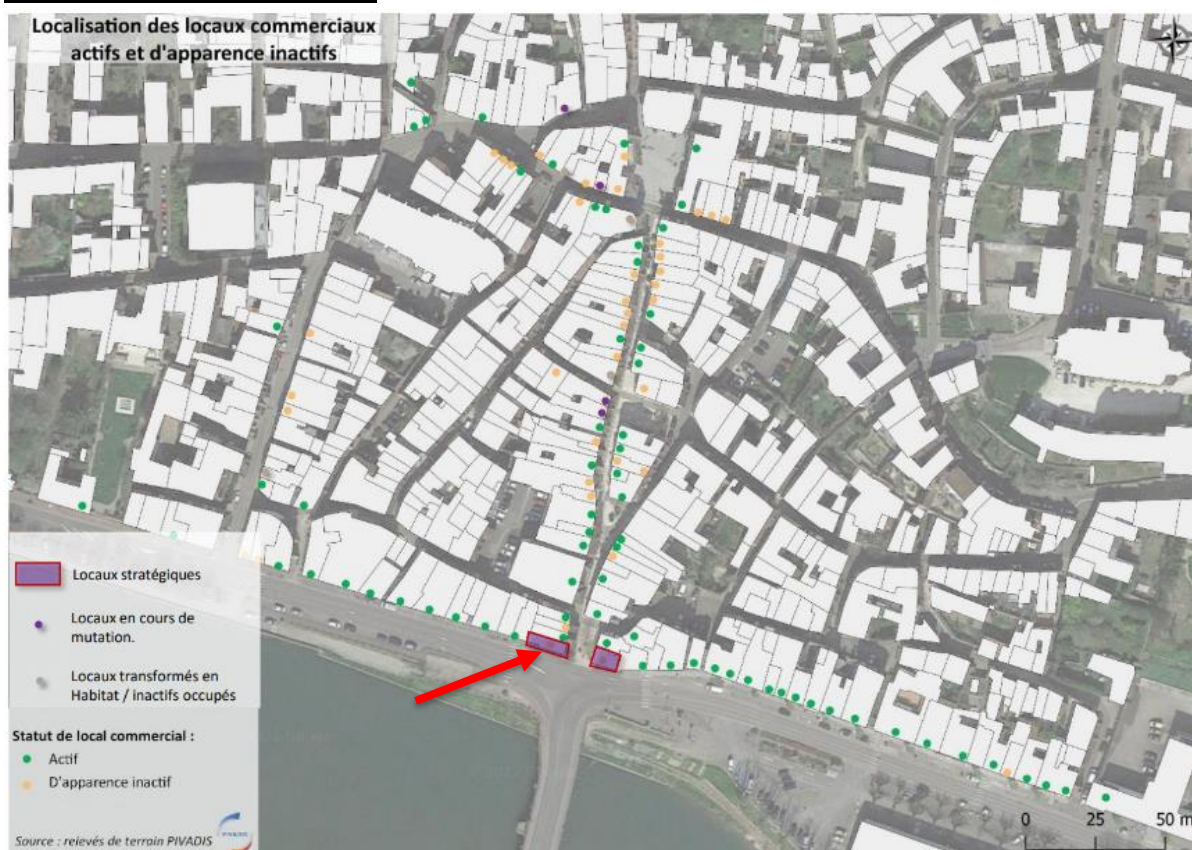 Localisation des locaux commerciaux
actifs et d'apparence inactifs
Locaux stratégiques
Locaux en cours de
mutation.
Locaux transformés en
Habitat / inactifs occupés
Statut de local commercial :
Actif
D'apparence inactif
Source : relevés de terrain PIVADIS
PIVADIS
0 25 50 m